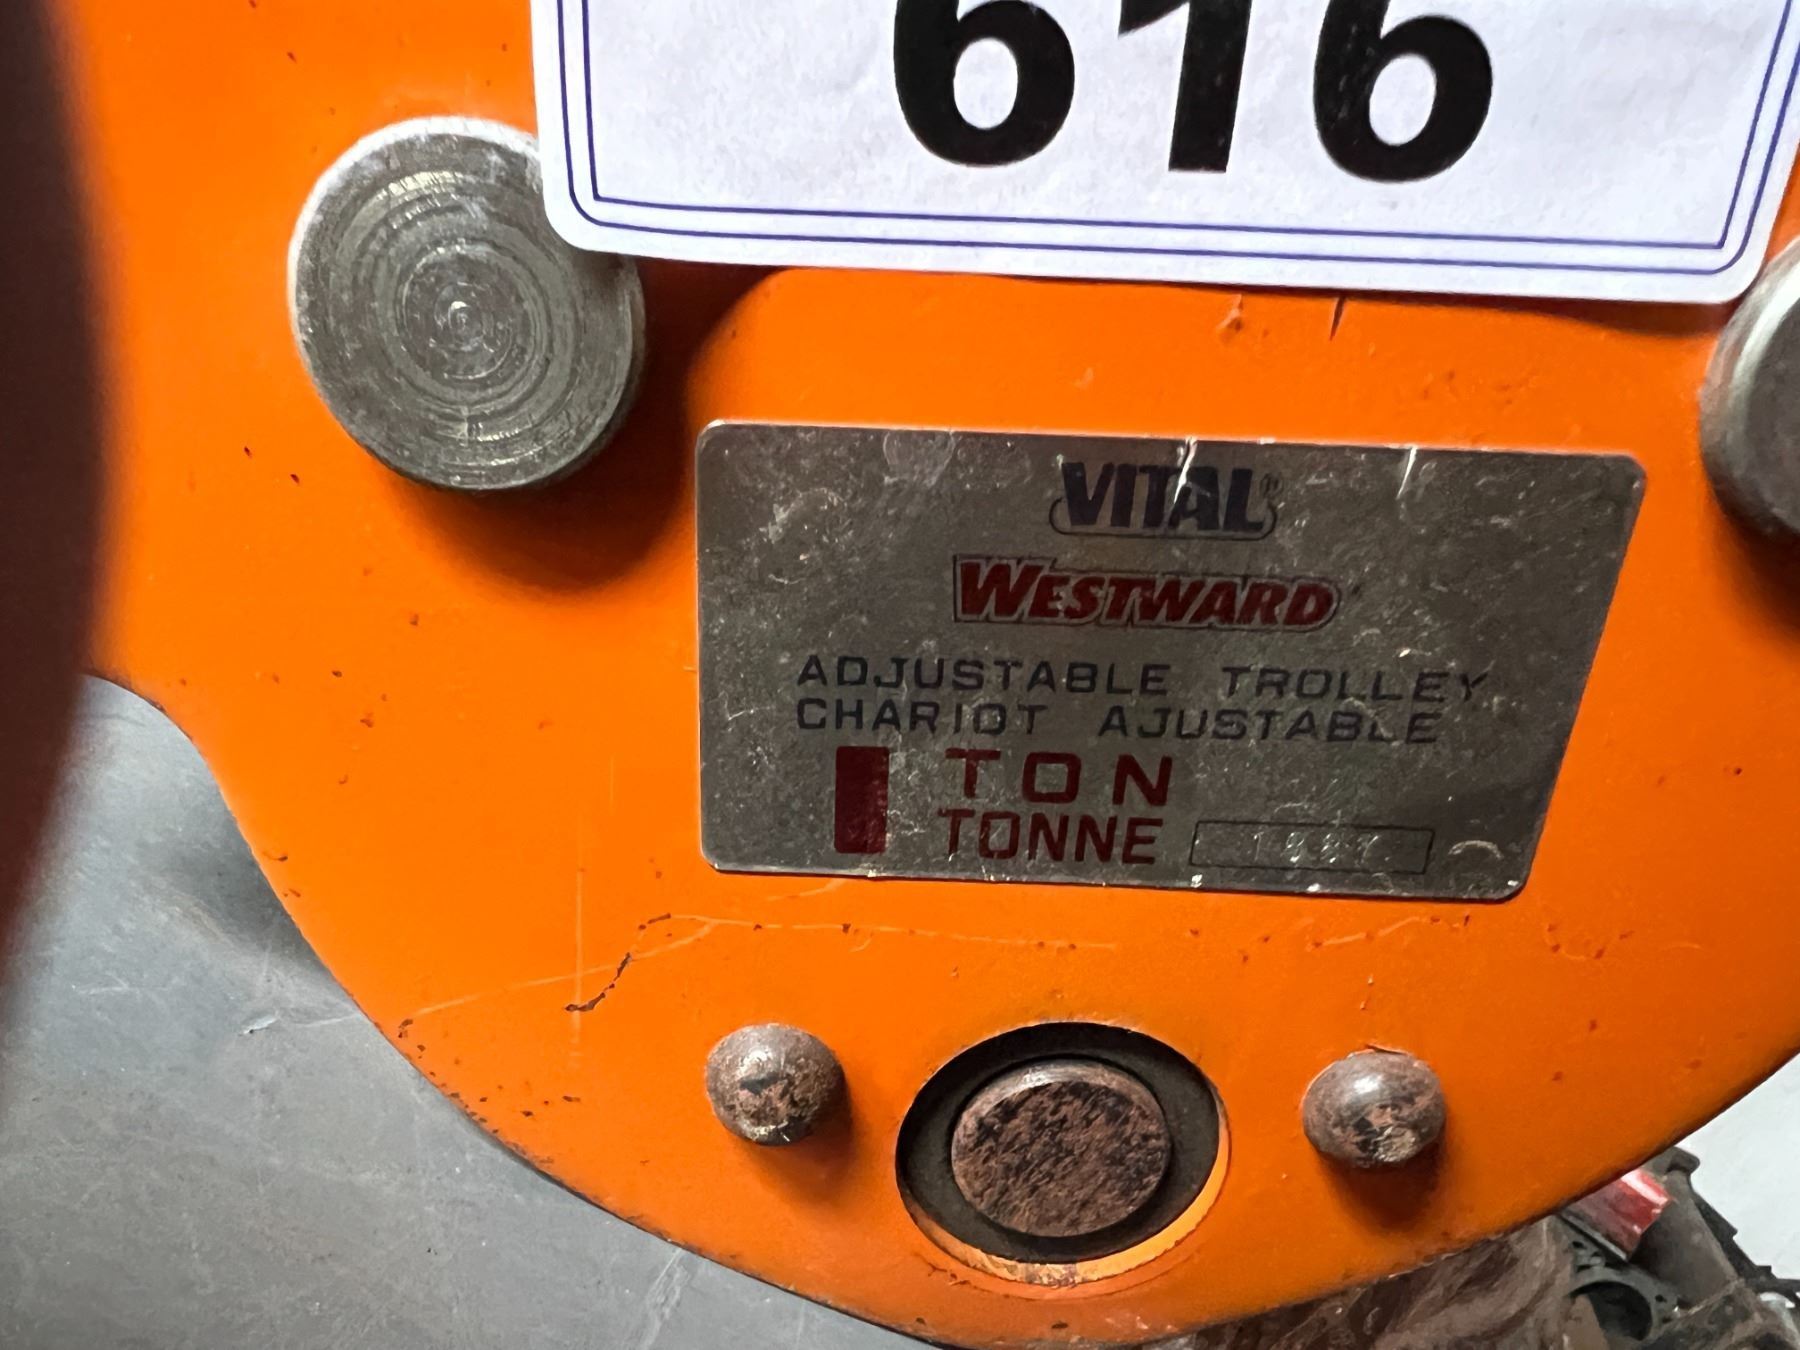 616
VITAL
WESTWARD
ADJUSTABLE TROLLEY
CHARIOT AJUSTABLE
1 TON
TONNE